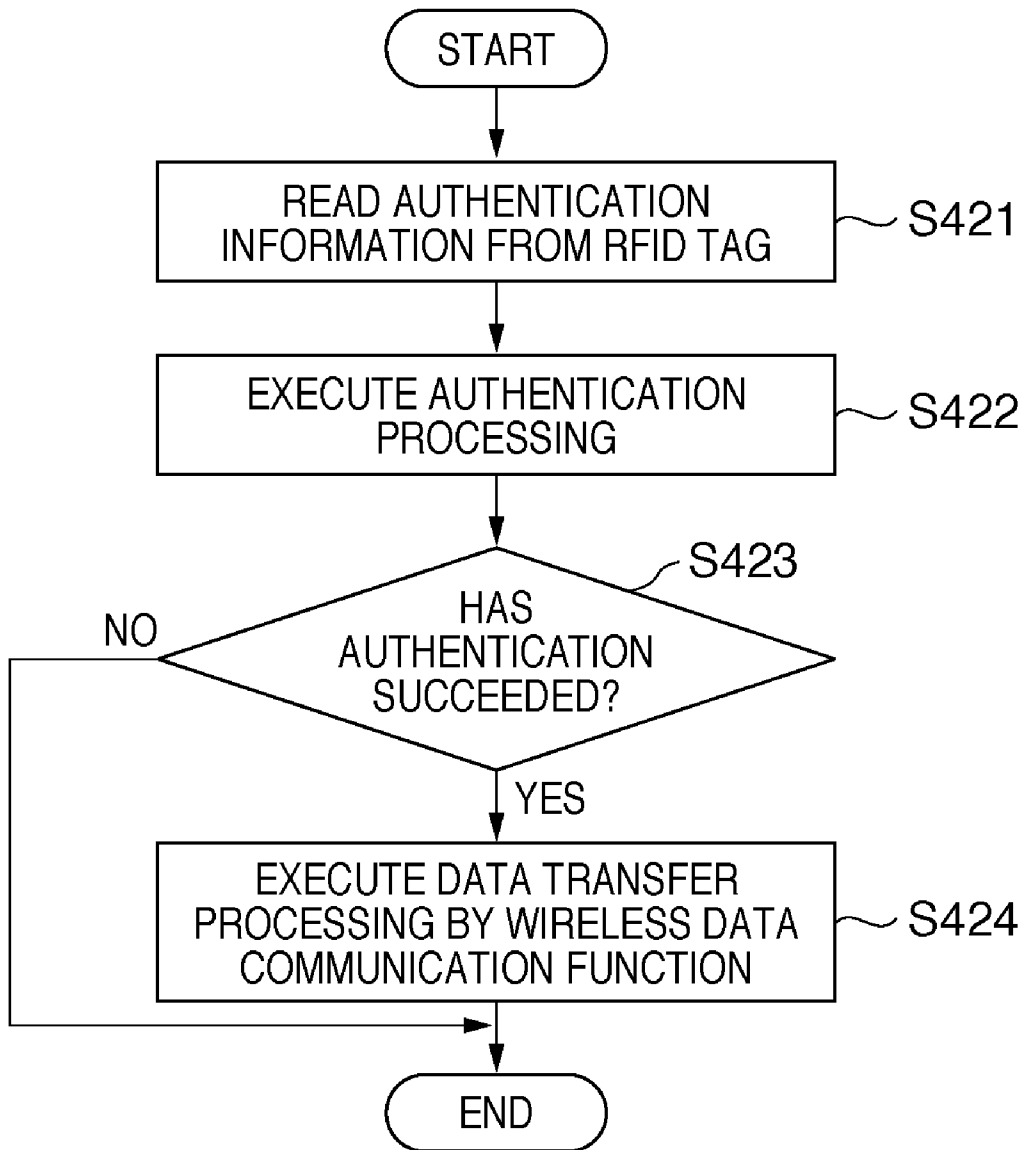 START
READ AUTHENTICATION
INFORMATION FROM RFID TAG
S421
EXECUTE AUTHENTICATION
PROCESSING
S422
S423
HAS
AUTHENTICATION
SUCCEEDED?
NO
YES
EXECUTE DATA TRANSFER
PROCESSING BY WIRELESS DATA
COMMUNICATION FUNCTION
S424
END